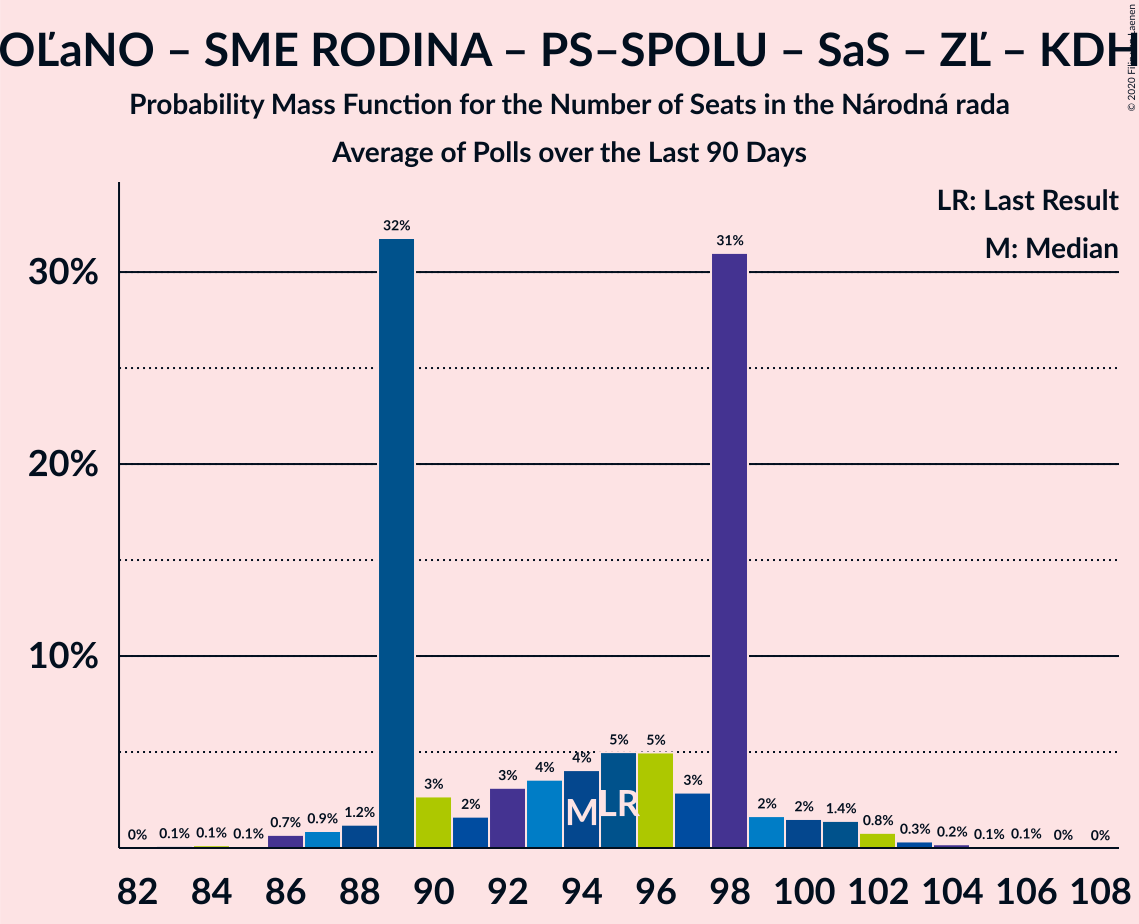 OĽaNO – SME RODINA – PS–SPOLU – SaS – ZĽ – KDH
Probability Mass Function for the Number of Seats in the Národná rada
Average of Polls over the Last 90 Days
LR: Last Result
M: Median
30%
20%
10%
0% 0.1% 0.1% 0.1% 0.7% 0.9% 1.2% 32% 3% 2% 3% 4% 4% 5% 5% 3% 31% 2% 2% 1.4% 0.8% 0.3% 0.2% 0.1% 0.1% 0% 0%
M LR
82 84 86 88 90 92 94 96 98 100 102 104 106 108
© 2020